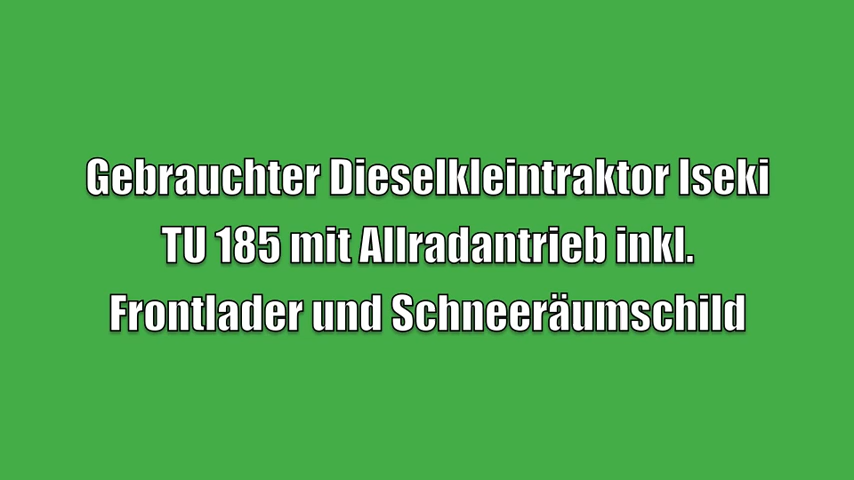 Gebrauchter Dieselkleintraktor Iseki
TU 185 mit Allradantrieb inkl.
Frontlader und Schneeräumschild